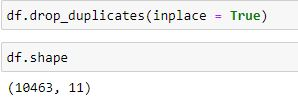 df.drop_duplicates(inplace = True)
df.shape
(10463, 11)